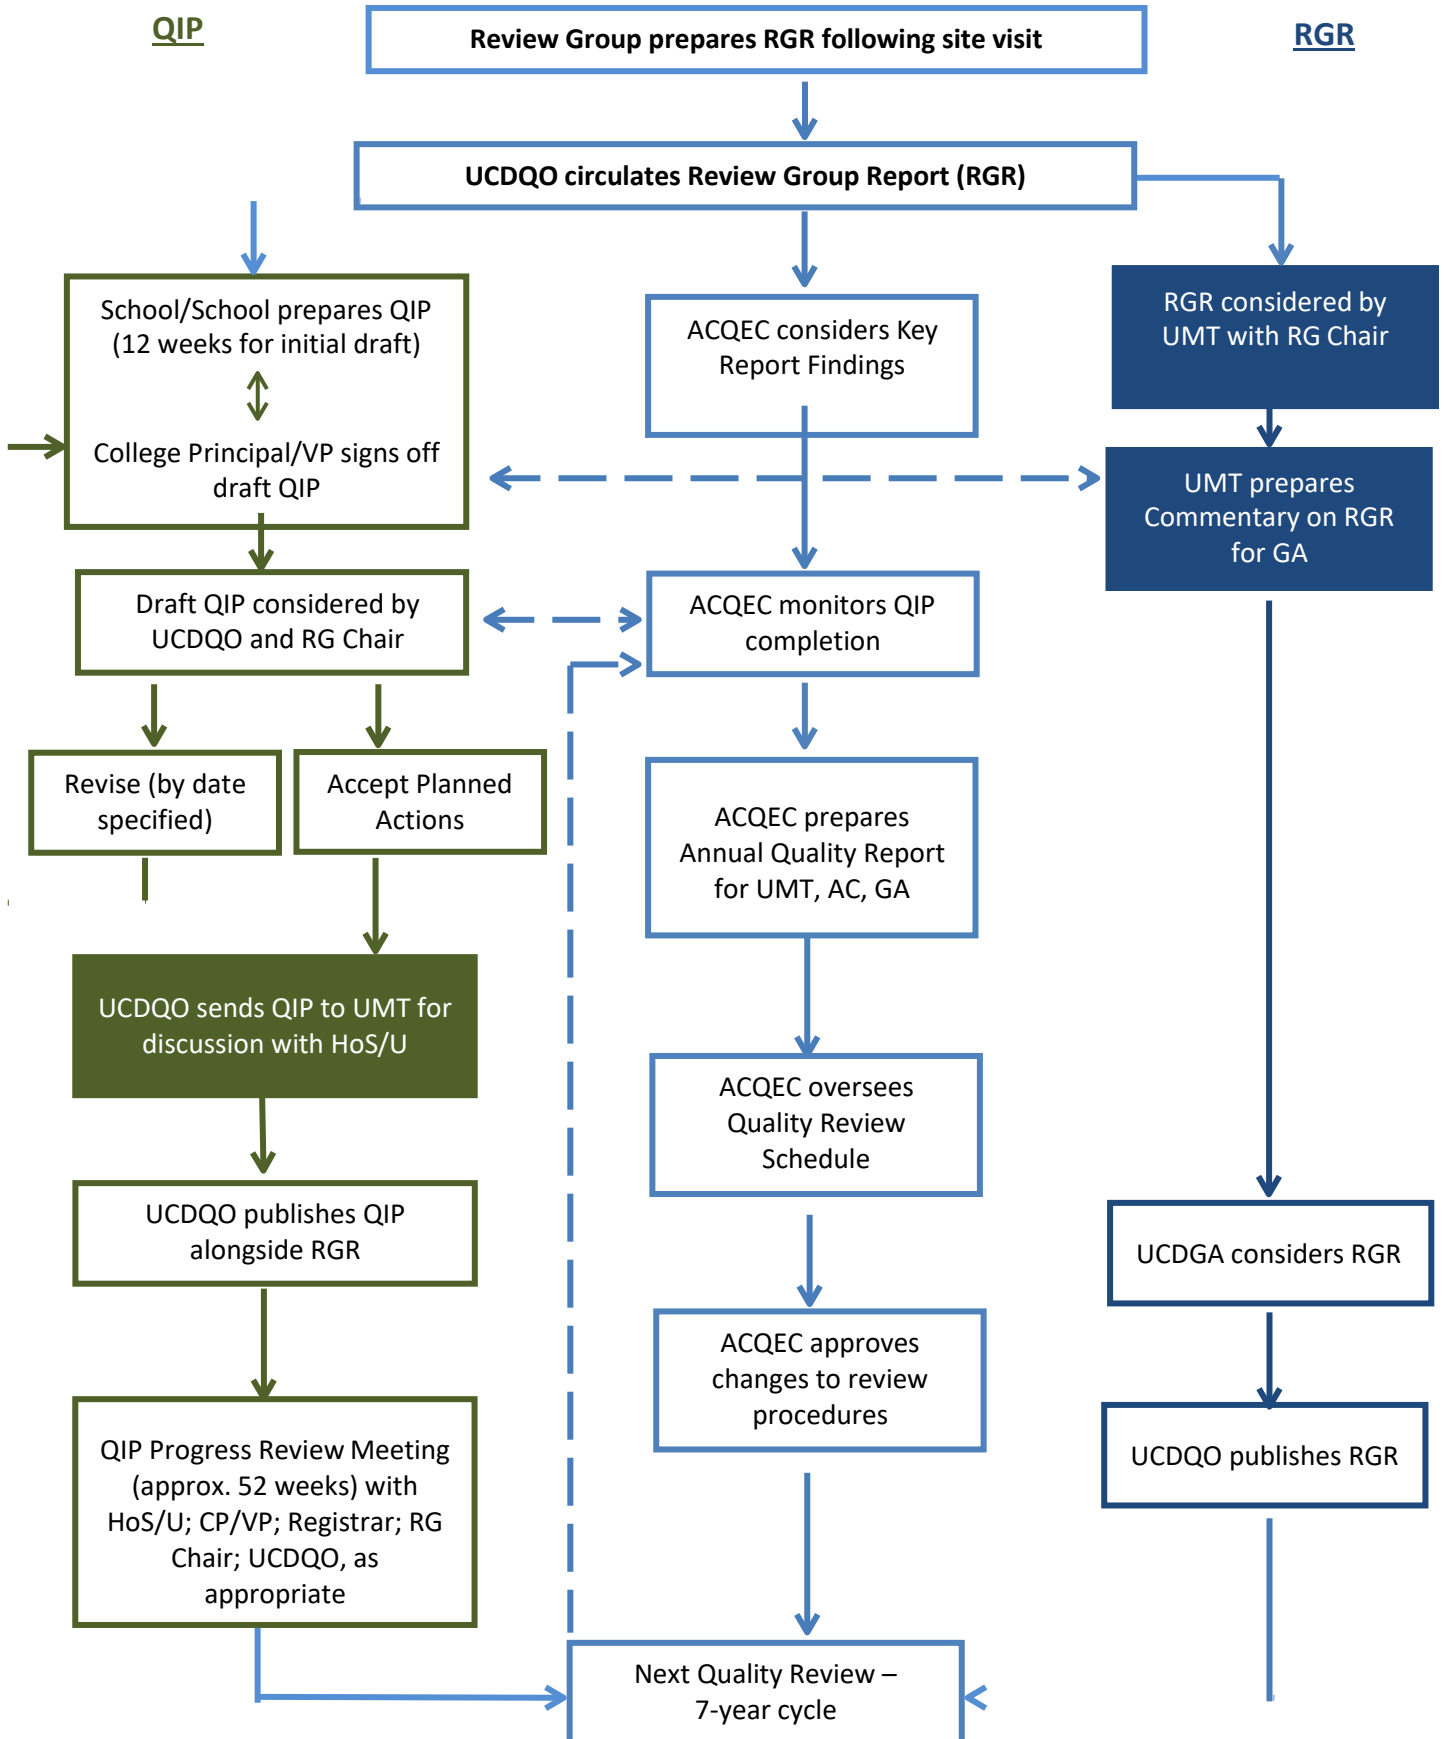 QIP
Review Group prepares RGR following site visit
RGR
UCDQO circulates Review Group Report (RGR)
School/School prepares QIP
(12 weeks for initial draft)
College Principal/VP signs off
draft QIP
ACQEC considers Key
Report Findings
RGR considered by
UMT with RG Chair
UMT prepares
Commentary on RGR
for GA
Draft QIP considered by
UCDQO and RG Chair
ACQEC monitors QIP
completion
Revise (by date
specified)
Accept Planned
Actions
ACQEC prepares
Annual Quality Report
for UMT, AC, GA
UCDQO sends QIP to UMT for
discussion with HoS/U
ACQEC oversees
Quality Review
Schedule
UCDQO publishes QIP
alongside RGR
UCDGA considers RGR
ACQEC approves
changes to review
procedures
QIP Progress Review Meeting
(approx. 52 weeks) with
HoS/U; CP/VP; Registrar; RG
Chair; UCDQO, as
appropriate
UCDQO publishes RGR
Next Quality Review –
7-year cycle